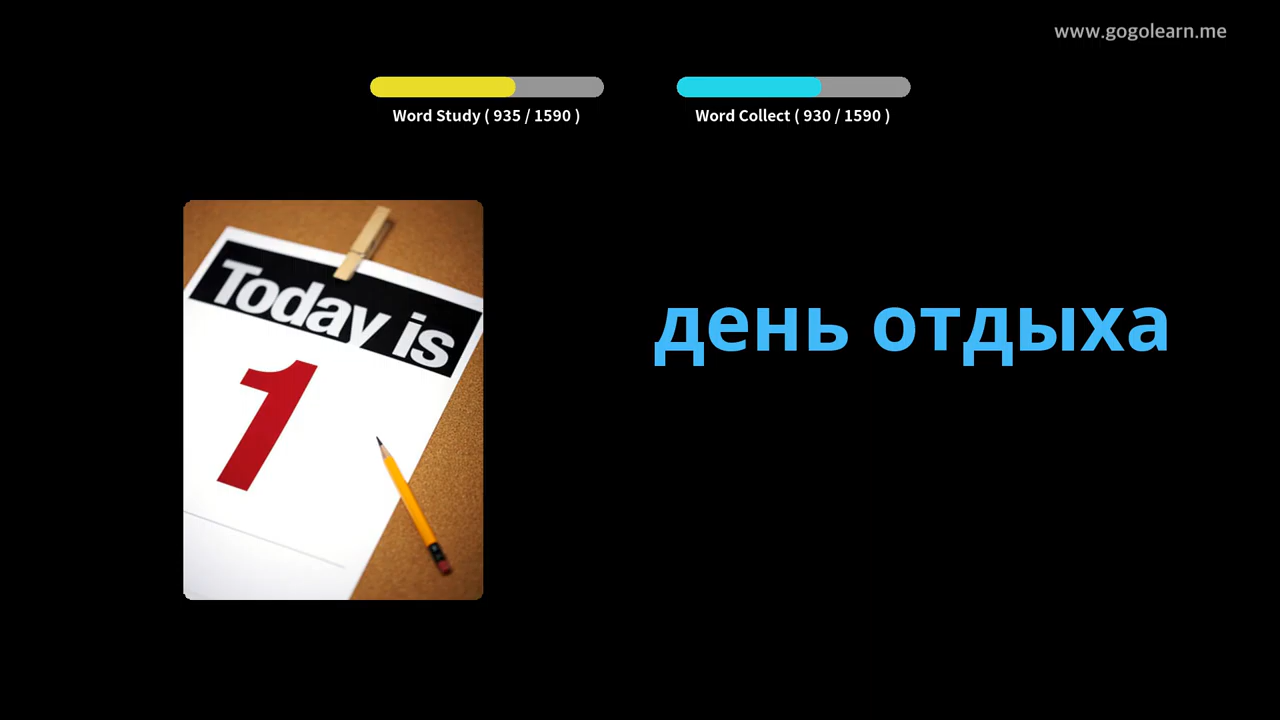 www.gogolearn.me
Word Study ( 935 / 1590 )
Word Collect ( 930 / 1590 )
Today is
1
день отдыха